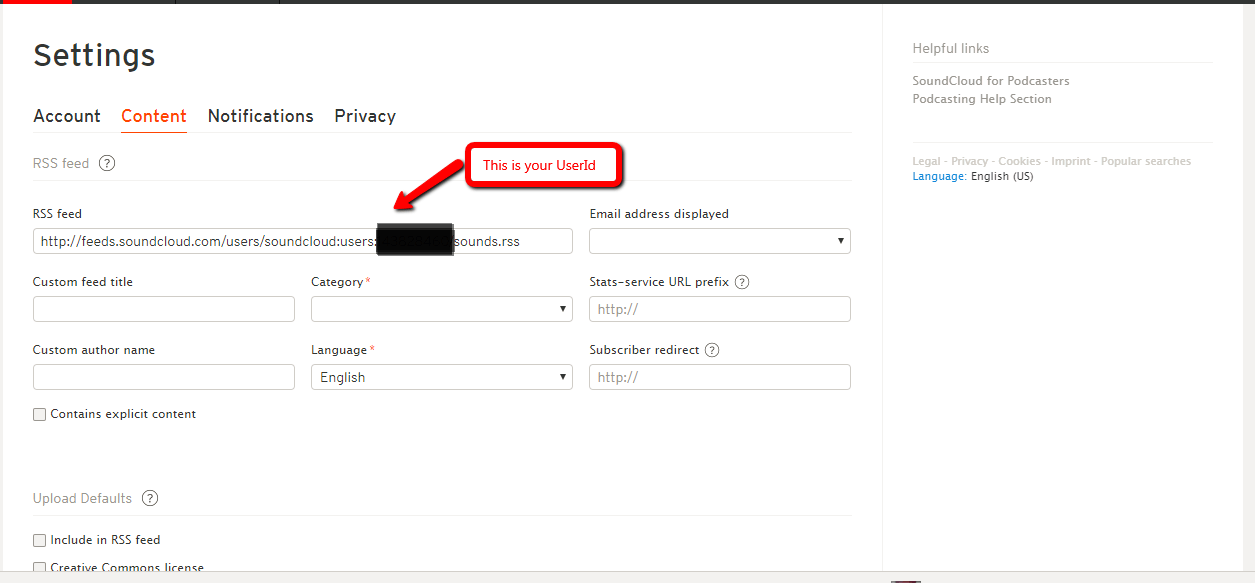 Settings
Account Content Notifications Privacy
RSS feed ?
This is your UserId
RSS feed
http://feeds.soundcloud.com/users/soundcloud:users: sounds.rss
Email address displayed
Custom feed title
Category*
Stats-service URL prefix ?
http://
Custom author name
Language*
English
Subscriber redirect ?
http://
Contains explicit content
Upload Defaults ?
Include in RSS feed
Creative Commons license
Helpful links
SoundCloud for Podcasters
Podcasting Help Section
Legal - Privacy - Cookies - Imprint - Popular searches
Language: English (US)